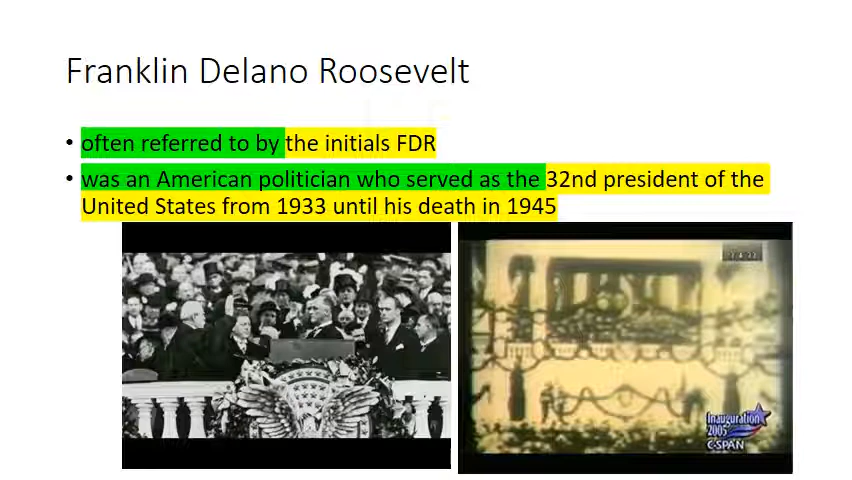 Franklin Delano Roosevelt
• often referred to by the initials FDR
• was an American politician who served as the 32nd president of the
United States from 1933 until his death in 1945
Inauguration
2005
C-SPAN